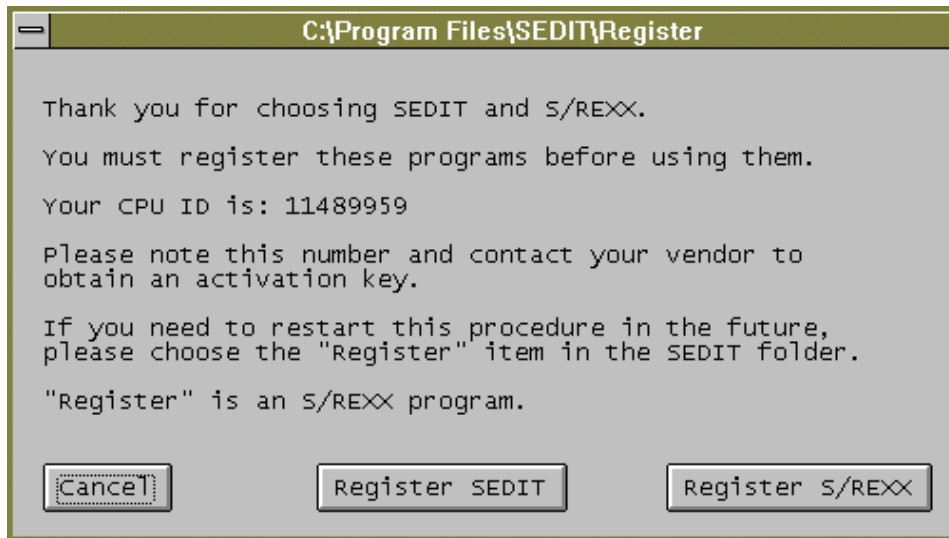 C:\Program Files\SEDIT\Register
Thank you for choosing SEDIT and S/REXX.
You must register these programs before using them.
Your CPU ID is: 11489959
Please note this number and contact your vendor to
obtain an activation key.
If you need to restart this procedure in the future,
please choose the "Register" item in the SEDIT folder.
"Register" is an S/REXX program.
Cancel
Register SEDIT
Register S/REXX